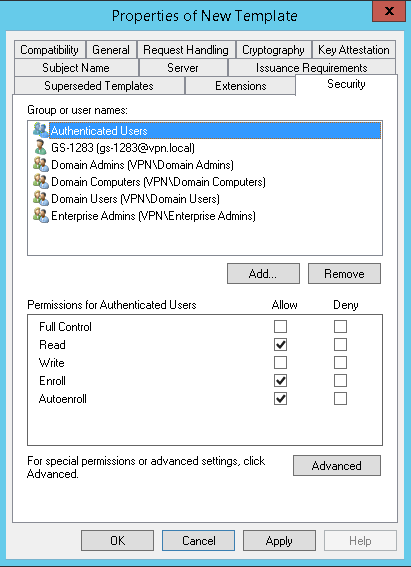 Properties of New Template
x
Compatibility General Request Handling Cryptography Key Attestation
Subject Name Server Issuance Requirements
Superseded Templates Extensions Security
Group or user names:
Authenticated Users
GS-1283 (gs-1283@vpn.local)
Domain Admins (VPN\Domain Admins)
Domain Computers (VPN\Domain Computers)
Domain Users (VPN\Domain Users)
Enterprise Admins (VPN\Enterprise Admins)
Add... Remove
Permissions for Authenticated Users Allow Deny
Full Control
Read
Write
Enroll
Autoenroll
For special permissions or advanced settings, click
Advanced.
Advanced
OK Cancel Apply Help